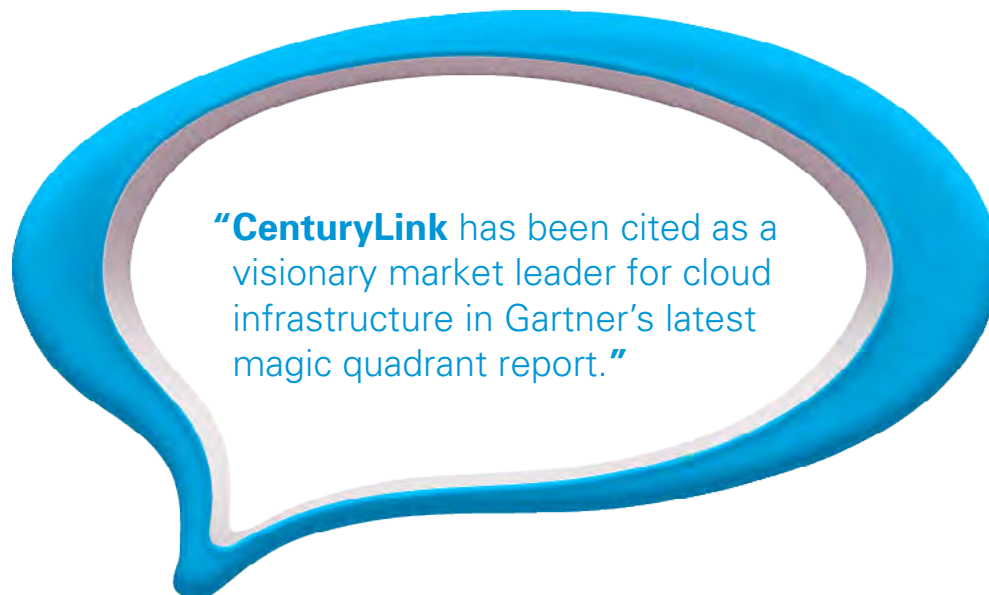 “CenturyLink has been cited as a
visionary market leader for cloud
infrastructure in Gartner’s latest
magic quadrant report.”